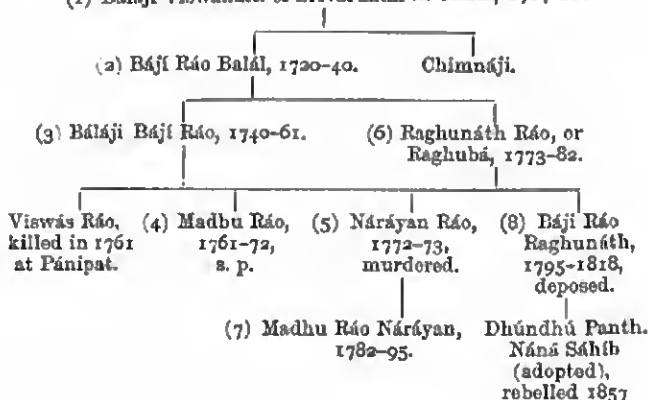 (2) Bájí Ráo Balál, 1720-40. Chimnáji.
(3) Báláji Bájí Ráo, 1740-61. (6) Raghunáth Ráo, or
Raghubá, 1773-82.
Viswás Ráo, (4) Madbu Ráo, (5) Náráyan Ráo, (8) Báji Ráo
killed in 1761 1761-72, 1772-73, Raghunáth,
at Pánipat. s. p. murdered. 1795-1818,
deposed.
(7) Madhu Ráo Náráyan, Dhúndhú Panth.
1782-95. Náná Sáhib
(adopted),
rebelled 1857